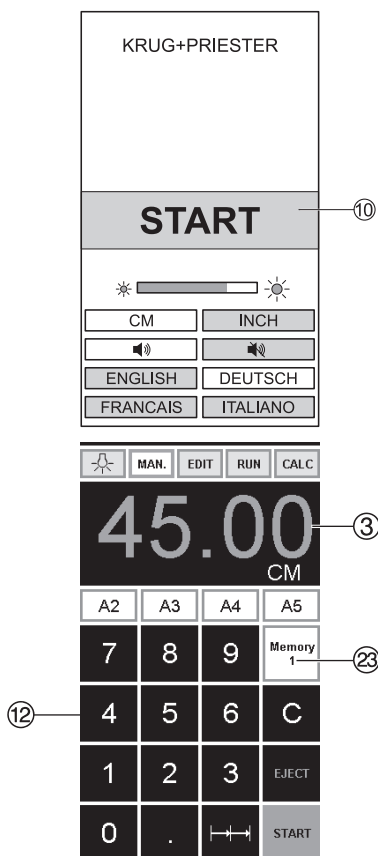 KRUG+PRIESTER
START ⑩
CM INCH
ENGLISH DEUTSCH
FRANCAIS ITALIANO
MAN. EDIT RUN CALC
45.00 ③
CM
A2 A3 A4 A5
7 8 9 Memory
1 ㉓
⑫ 4 5 6 C
1 2 3 EJECT
0 . START